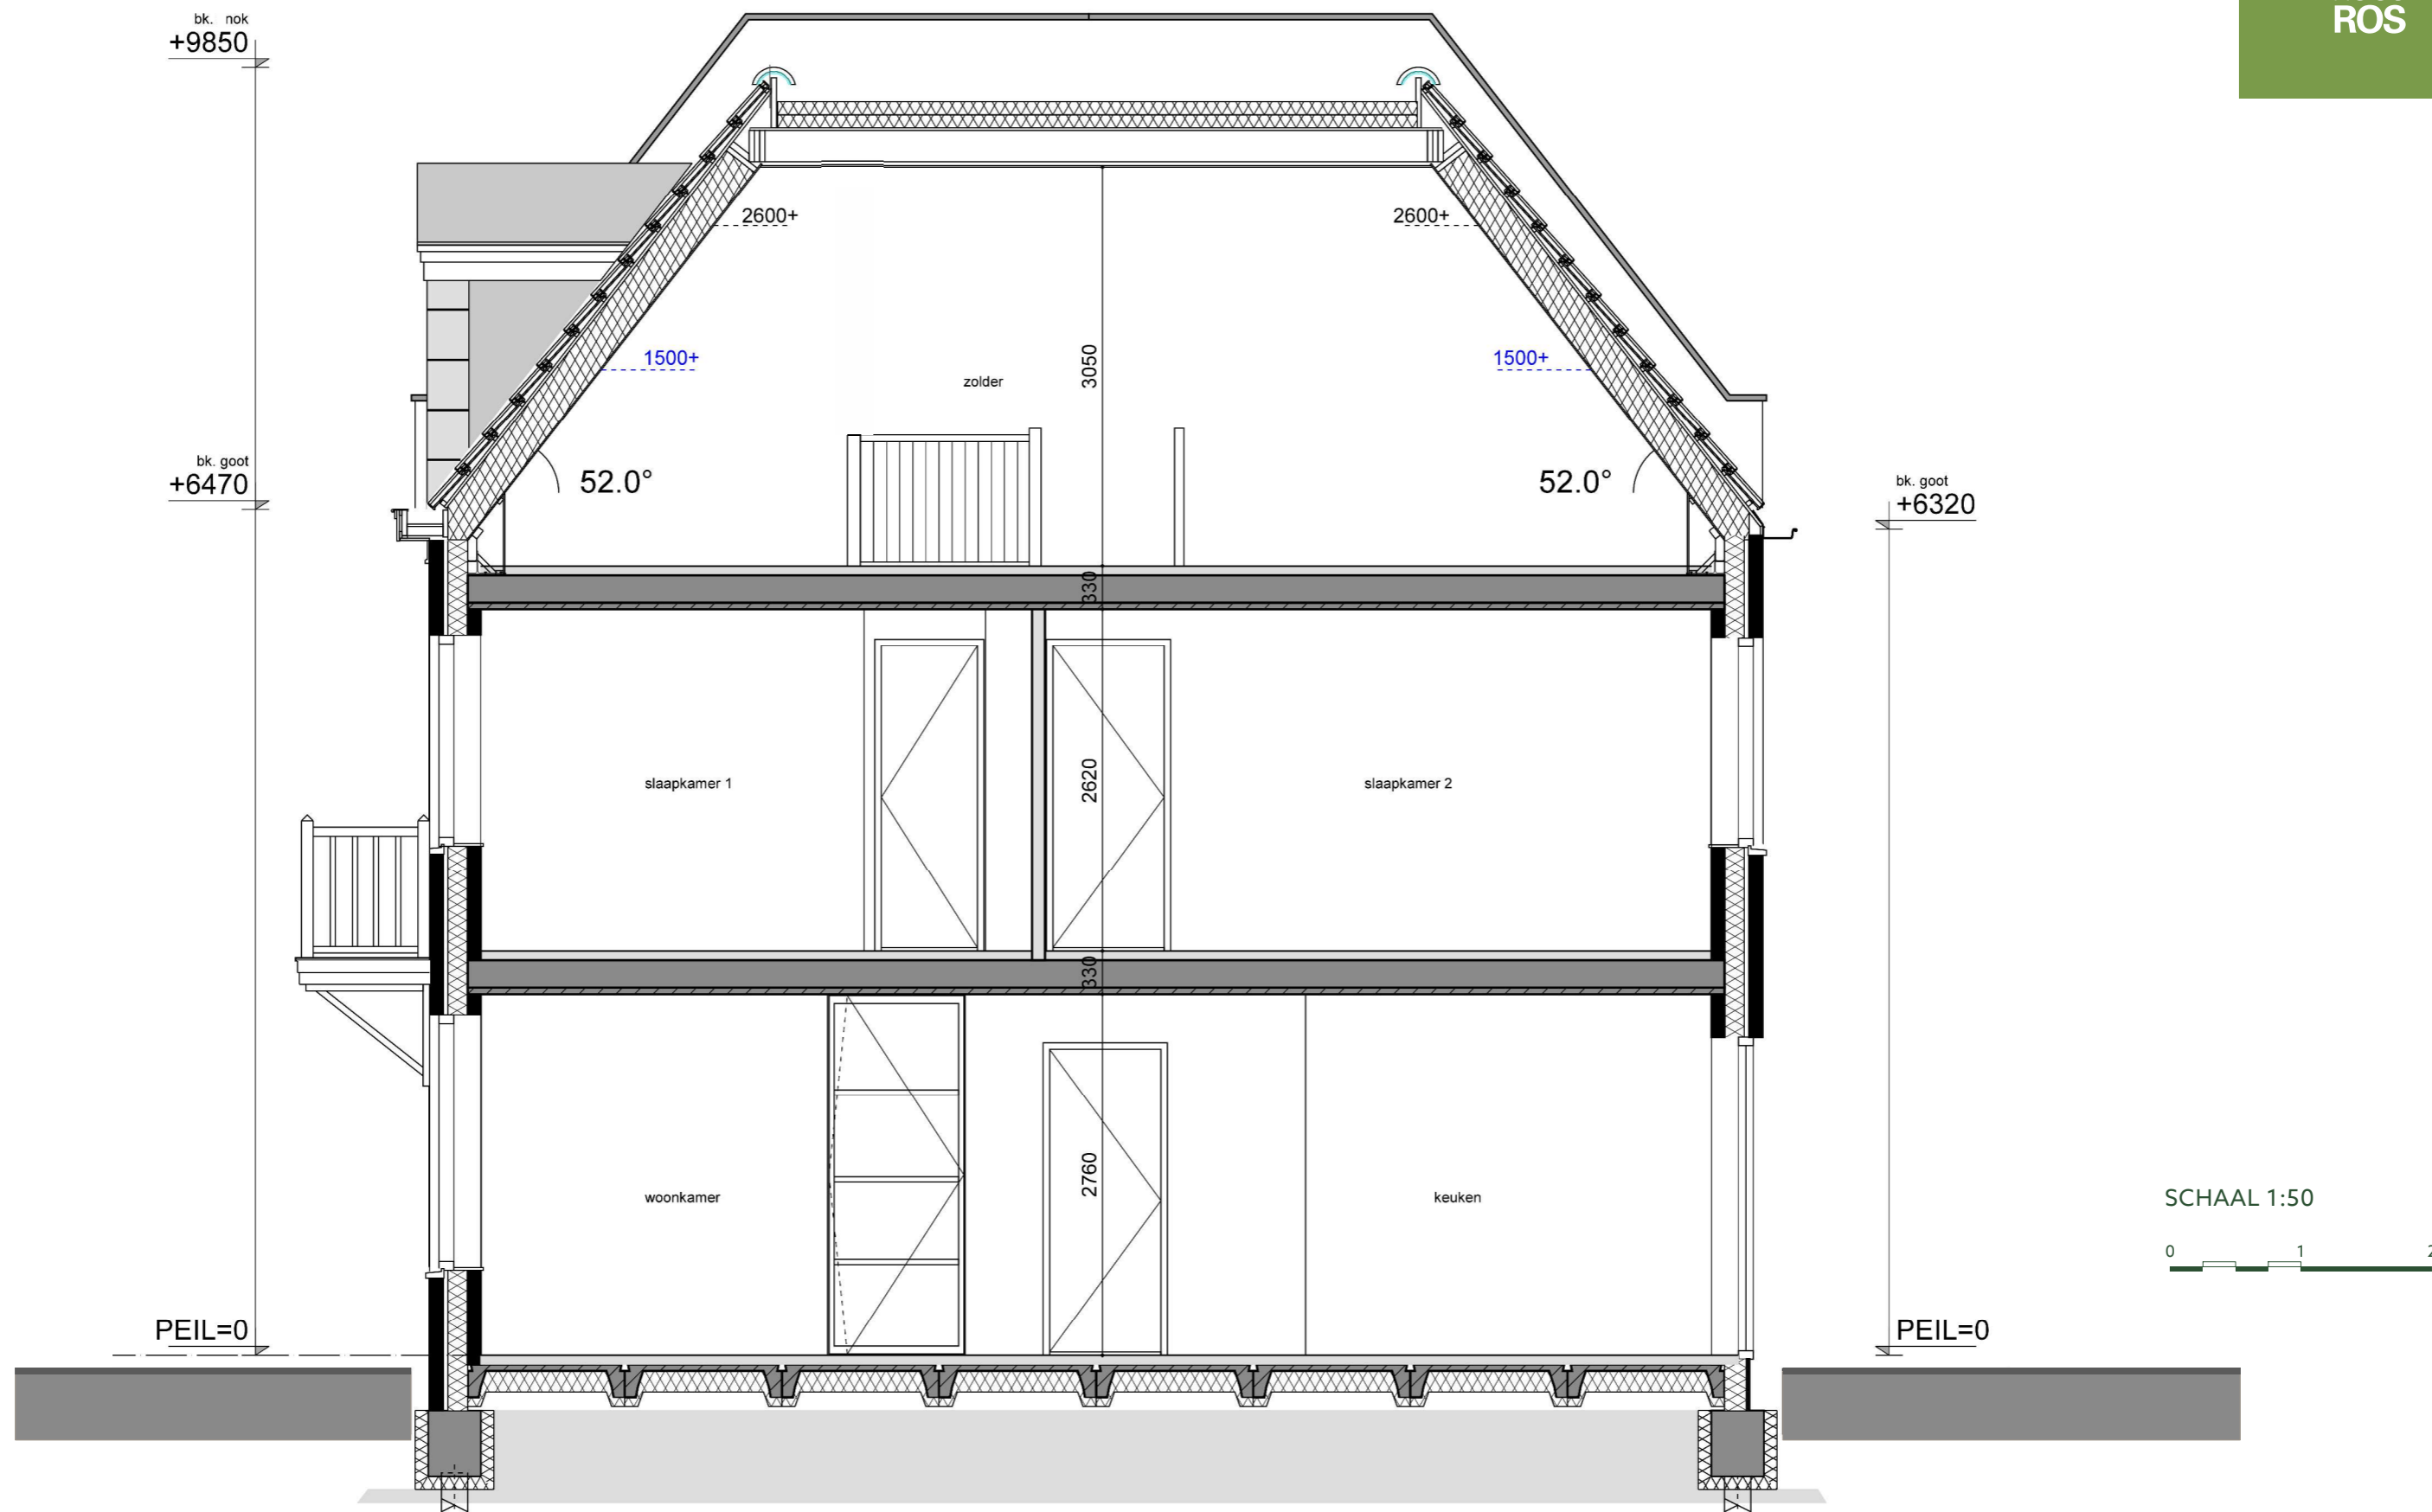 bk. nok
+9850
ROS
2600+
2600+
1500+
1500+
3050
zolder
bk. goot
+6470
52.0°
52.0°
bk. goot
+6320
330
slaapkamer 1
2620
slaapkamer 2
330
woonkamer
2760
keuken
SCHAAL 1:50
0 1 2
PEIL=0
PEIL=0